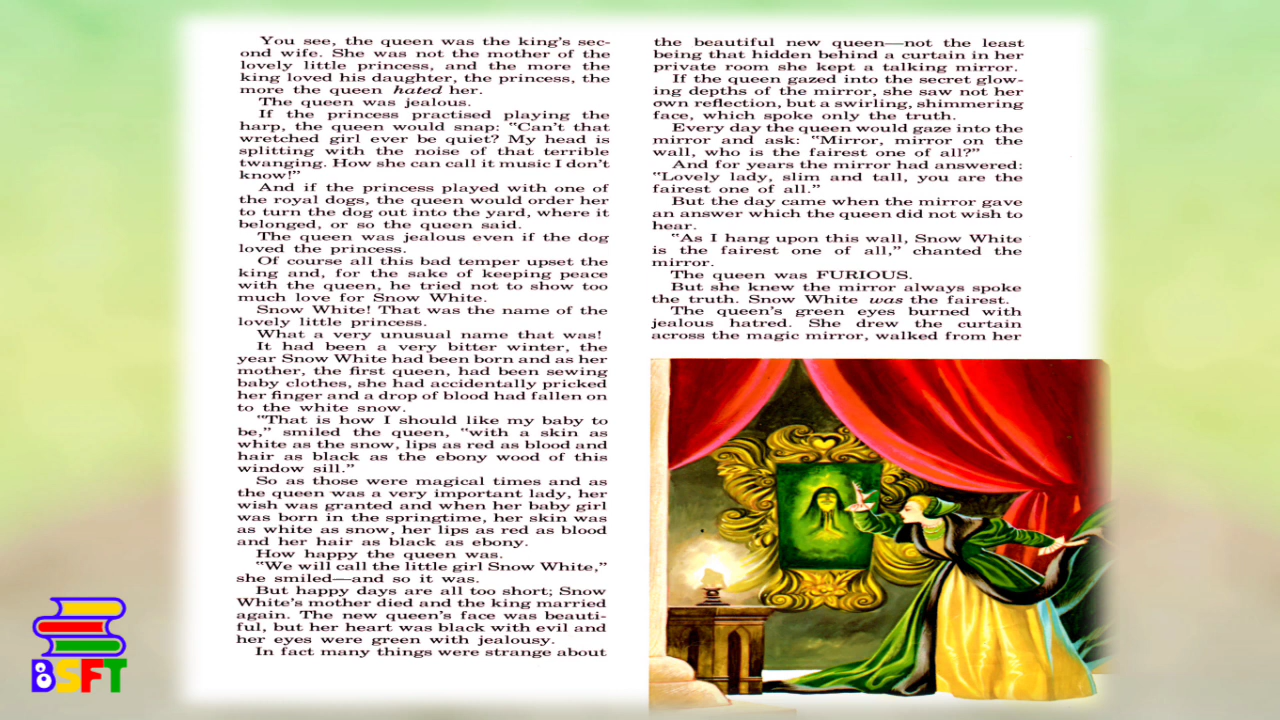 You see, the queen was the king's sec-
ond wife. She was not the mother of the
lovely little princess, and the more the
king loved his daughter, the princess, the
more the queen hated her.
The queen was jealous.
If the princess practised playing the
harp, the queen would snap: "Can't that
wretched girl ever be quiet? My head is
splitting with the noise of that terrible
twanging. How she can call it music I don't
know!"
And if the princess played with one of
the royal dogs, the queen would order her
to turn the dog out into the yard, where it
belonged, or so the queen said.
The queen was jealous even if the dog
loved the princess.
Of course all this bad temper upset the
king and, for the sake of keeping peace
with the queen, he tried not to show too
much love for Snow White.
Snow White! That was the name of the
lovely little princess.
What a very unusual name that was!
It had been a very bitter winter, the
year Snow White had been born and as her
mother, the first queen, had been sewing
baby clothes, she had accidentally pricked
her finger and a drop of blood had fallen on
to the white snow.
"That is how I should like my baby to
be," smiled the queen, "with a skin as
white as the snow, lips as red as blood and
hair as black as the ebony wood of this
window sill."
So as those were magical times and as
the queen was a very important lady, her
wish was granted and when her baby girl
was born in the springtime, her skin was
as white as snow, her lips as red as blood
and her hair as black as ebony.
How happy the queen was.
"We will call the little girl Snow White,"
she smiled—and so it was.
But happy days are all too short; Snow
White's mother died and the king married
again. The new queen's face was beauti-
ful, but her heart was black with evil and
her eyes were green with jealousy.
In fact many things were strange about
the beautiful new queen—not the least
being that hidden behind a curtain in her
private room she kept a talking mirror.
If the queen gazed into the secret glow-
ing depths of the mirror, she saw not her
own reflection, but a swirling, shimmering
face, which spoke only the truth.
Every day the queen would gaze into the
mirror and ask: "Mirror, mirror on the
wall, who is the fairest one of all?"
And for years the mirror had answered:
"Lovely lady, slim and tall, you are the
fairest one of all."
But the day came when the mirror gave
an answer which the queen did not wish to
hear.
"As I hang upon this wall, Snow White
is the fairest one of all," chanted the
mirror.
The queen was FURIOUS.
But she knew the mirror always spoke
the truth. Snow White was the fairest.
The queen's green eyes burned with
jealous hatred. She drew the curtain
across the magic mirror, walked from her
BSFT